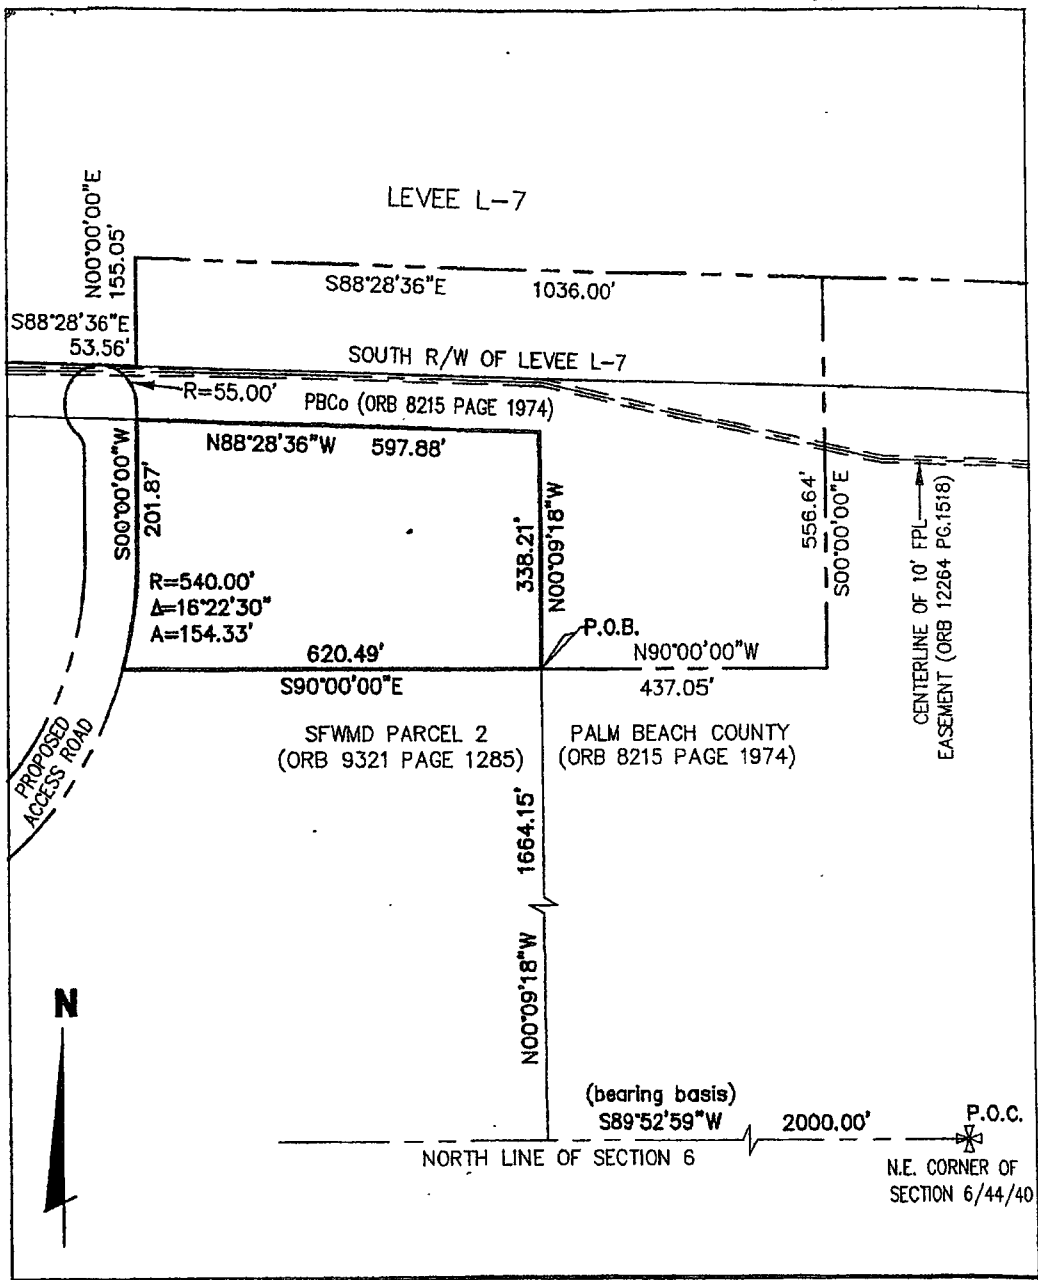 LEVEE L-7
N00°00'00"E
155.05'
S88°28'36"E 1036.00'
S88°28'36"E
53.56'
SOUTH R/W OF LEVEE L-7
R=55.00'
PBCo (ORB 8215 PAGE 1974)
N88°28'36"W 597.88'
S00°00'00"W
201.87'
338.21'
N00°09'18"W
556.64'
S00°00'00"E
CENTERLINE OF 10' FPL
EASEMENT (ORB 12264 PG.1518)
R=540.00'
Δ=16°22'30"
A=154.33'
P.O.B.
620.49'
S90°00'00"E
N90°00'00"W
437.05'
SFWMD PARCEL 2
(ORB 9321 PAGE 1285)
PALM BEACH COUNTY
(ORB 8215 PAGE 1974)
PROPOSED
ACCESS ROAD
1664.15'
N00°09'18"W
N
(bearing basis)
S89°52'59"W 2000.00'
P.O.C.
NORTH LINE OF SECTION 6
N.E. CORNER OF
SECTION 6/44/40